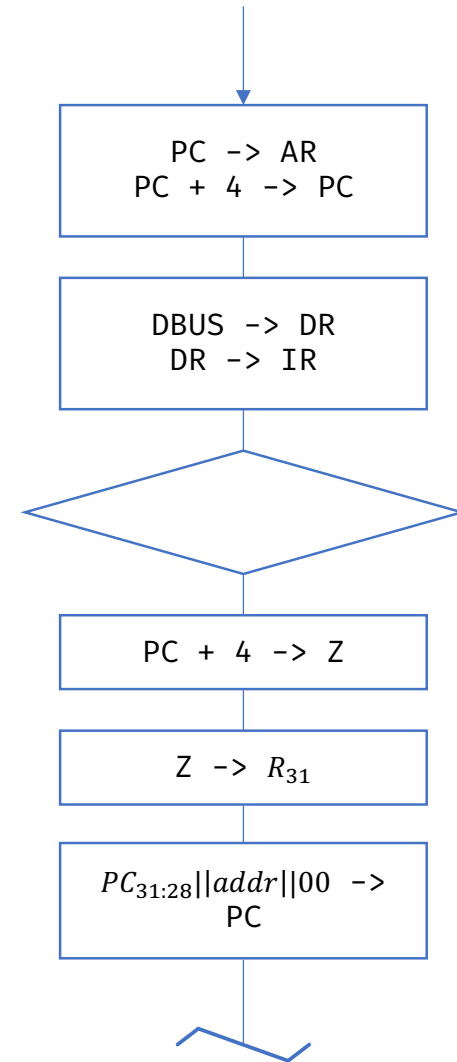 PC -> AR
PC + 4 -> PC
DBUS -> DR
DR -> IR
PC + 4 -> Z
Z -> R₃₁
PC₃₁:₂₈||addr||00 ->
PC